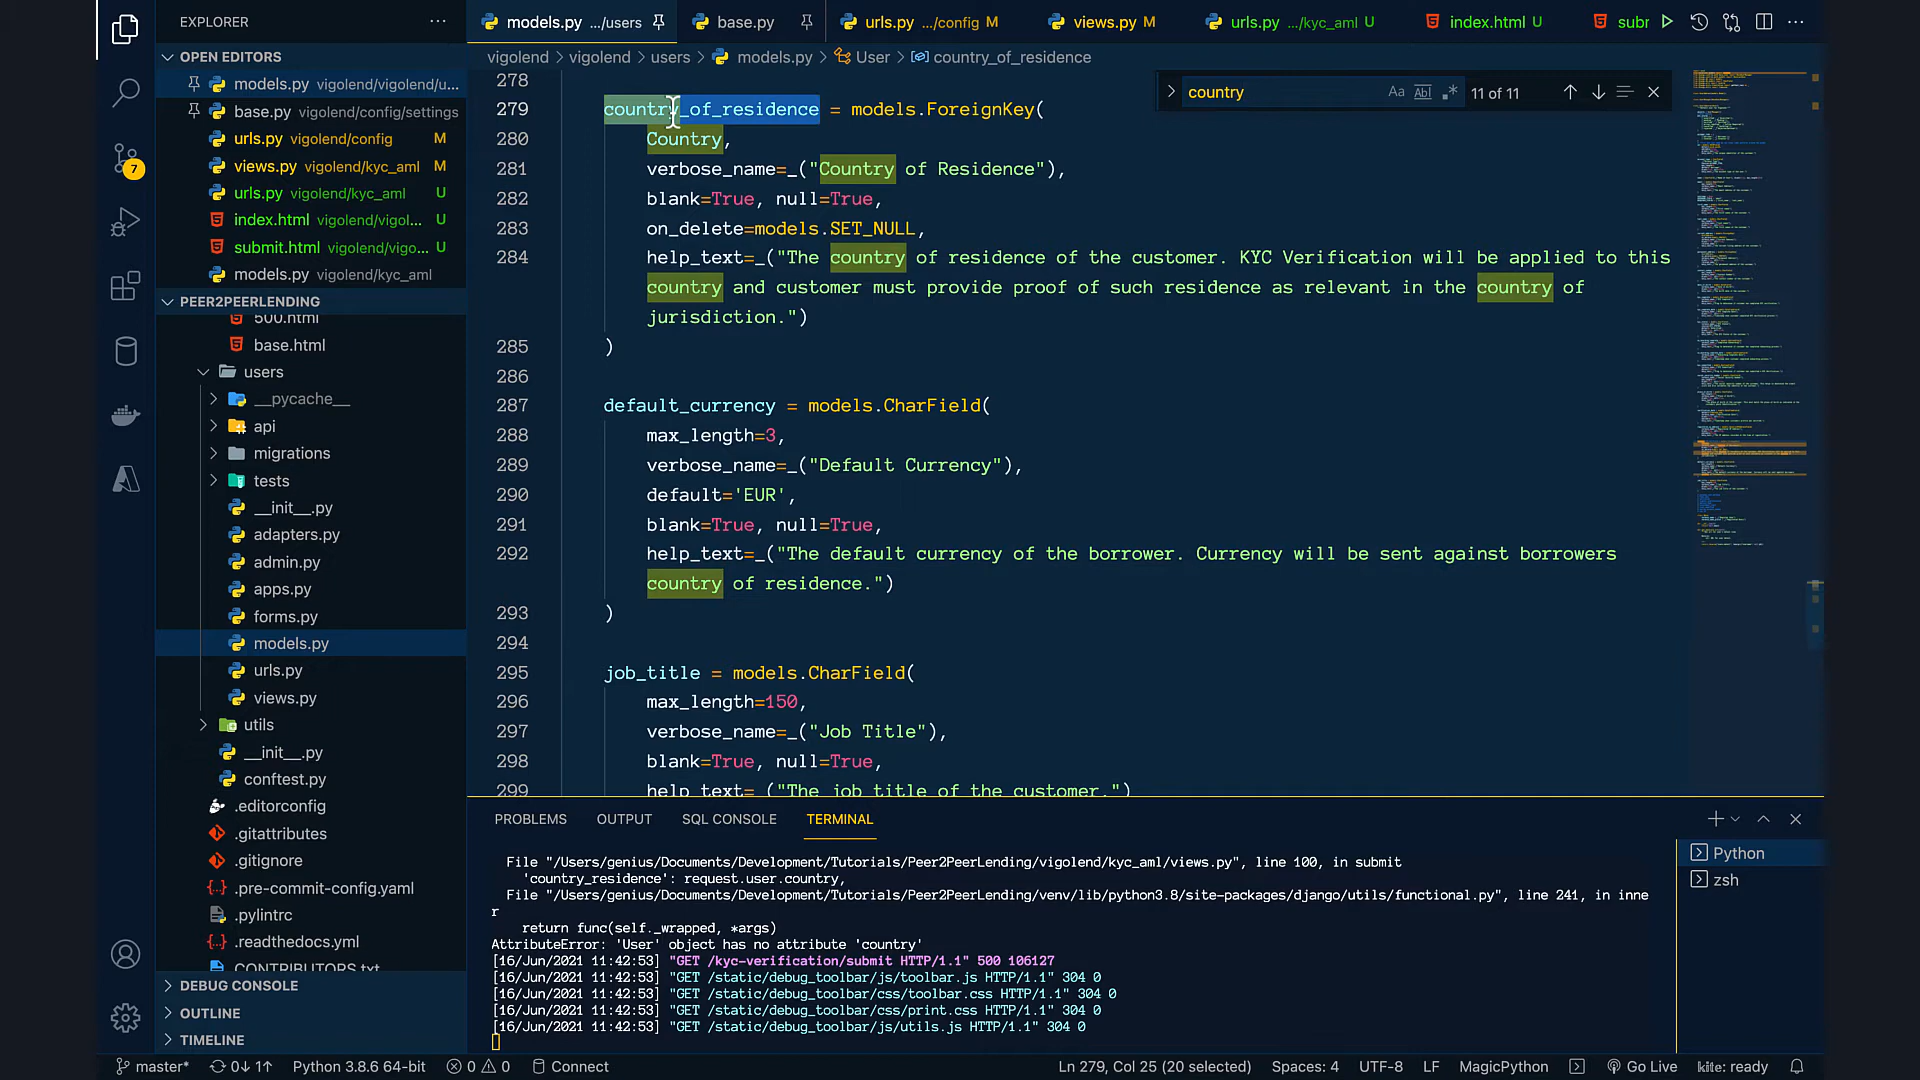 EXPLORER
models.py .../users
base.py
urls.py .../config M
views.py M
urls.py .../kyc_aml U
index.html U
subr
OPEN EDITORS
models.py vigolend/vigolend/u...
base.py vigolend/config/settings
urls.py vigolend/config M
views.py vigolend/kyc_aml M
urls.py vigolend/kyc_aml U
index.html vigolend/vigol... U
submit.html vigolend/vigo... U
models.py vigolend/kyc_aml
7
PEER2PEERLENDING
500.html
base.html
users
__pycache__
api
migrations
tests
__init__.py
adapters.py
admin.py
apps.py
forms.py
models.py
urls.py
views.py
utils
__init__.py
conftest.py
.editorconfig
.gitattributes
.gitignore
.pre-commit-config.yaml
.pylintrc
.readthedocs.yml
CONTRIBUTORS.txt
DEBUG CONSOLE
OUTLINE
TIMELINE
vigolend > vigolend > users > models.py > User > country_of_residence
country
Aa
Abl
11 of 11
278
279 country_of_residence = models.ForeignKey(
280 Country,
281 verbose_name=_("Country of Residence"),
282 blank=True, null=True,
283 on_delete=models.SET_NULL,
284 help_text=_("The country of residence of the customer. KYC Verification will be applied to this
country and customer must provide proof of such residence as relevant in the country of
jurisdiction.")
285 )
286
287 default_currency = models.CharField(
288 max_length=3,
289 verbose_name=_("Default Currency"),
290 default='EUR',
291 blank=True, null=True,
292 help_text=_("The default currency of the borrower. Currency will be sent against borrowers
country of residence.")
293 )
294
295 job_title = models.CharField(
296 max_length=150,
297 verbose_name=_("Job Title"),
298 blank=True, null=True,
299 help_text=_("The job title of the customer.")
PROBLEMS
OUTPUT
SQL CONSOLE
TERMINAL
File "/Users/genius/Documents/Development/Tutorials/Peer2PeerLending/vigolend/kyc_aml/views.py", line 100, in submit
'country_residence': request.user.country,
File "/Users/genius/Documents/Development/Tutorials/Peer2PeerLending/venv/lib/python3.8/site-packages/django/utils/functional.py", line 241, in inne
r
return func(self._wrapped, *args)
AttributeError: 'User' object has no attribute 'country'
[16/Jun/2021 11:42:53] "GET /kyc-verification/submit HTTP/1.1" 500 106127
[16/Jun/2021 11:42:53] "GET /static/debug_toolbar/js/toolbar.js HTTP/1.1" 304 0
[16/Jun/2021 11:42:53] "GET /static/debug_toolbar/css/toolbar.css HTTP/1.1" 304 0
[16/Jun/2021 11:42:53] "GET /static/debug_toolbar/css/print.css HTTP/1.1" 304 0
[16/Jun/2021 11:42:53] "GET /static/debug_toolbar/js/utils.js HTTP/1.1" 304 0
Python
zsh
master*
0↓ 1↑
Python 3.8.6 64-bit
0
0
Connect
Ln 279, Col 25 (20 selected)
Spaces: 4
UTF-8
LF
MagicPython
Go Live
kite: ready